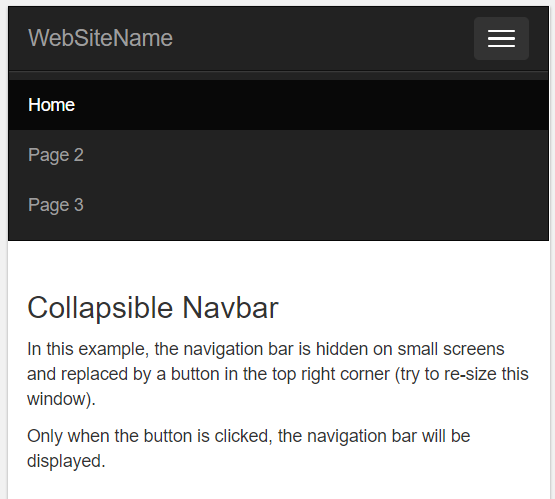 WebSiteName
Home
Page 2
Page 3
Collapsible Navbar
In this example, the navigation bar is hidden on small screens
and replaced by a button in the top right corner (try to re-size this
window).
Only when the button is clicked, the navigation bar will be
displayed.